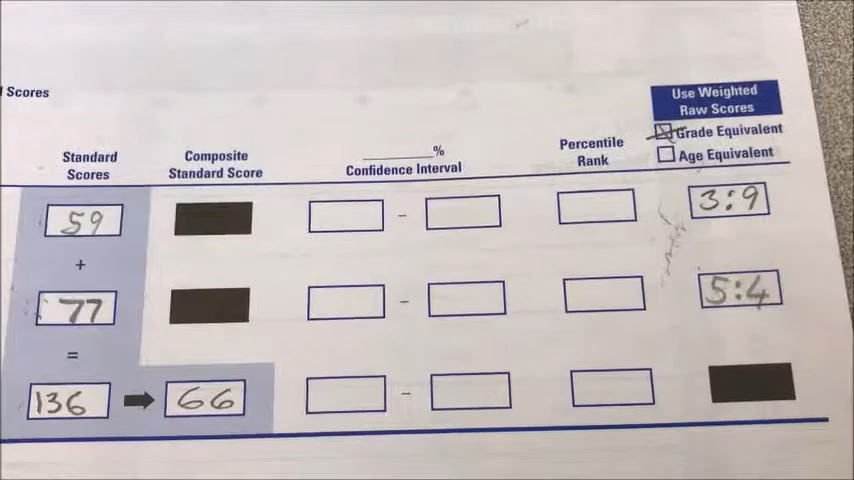 l Scores
Use Weighted
Raw Scores
Grade Equivalent
Age Equivalent
Standard
Scores
Composite
Standard Score
%
Confidence Interval
Percentile
Rank
59 – 3:9
+
77 – 5:4
=
136 66 –